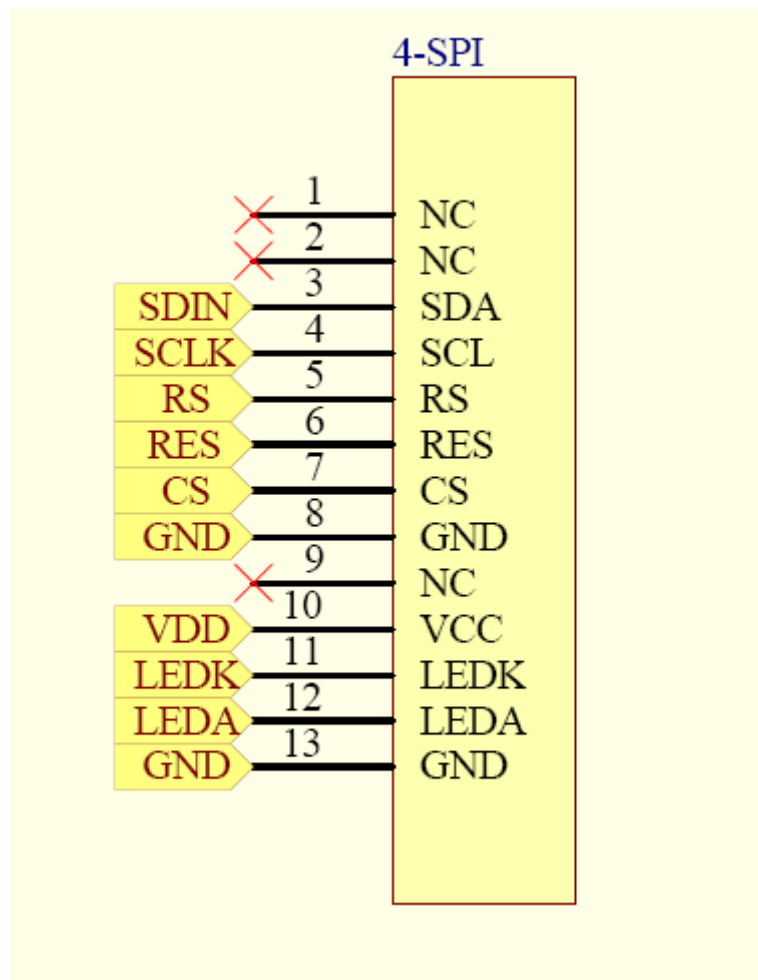 4-SPI
1 NC
2 NC
SDIN 3 SDA
SCLK 4 SCL
RS 5 RS
RES 6 RES
CS 7 CS
GND 8 GND
9 NC
VDD 10 VCC
LEDK 11 LEDK
LEDA 12 LEDA
GND 13 GND